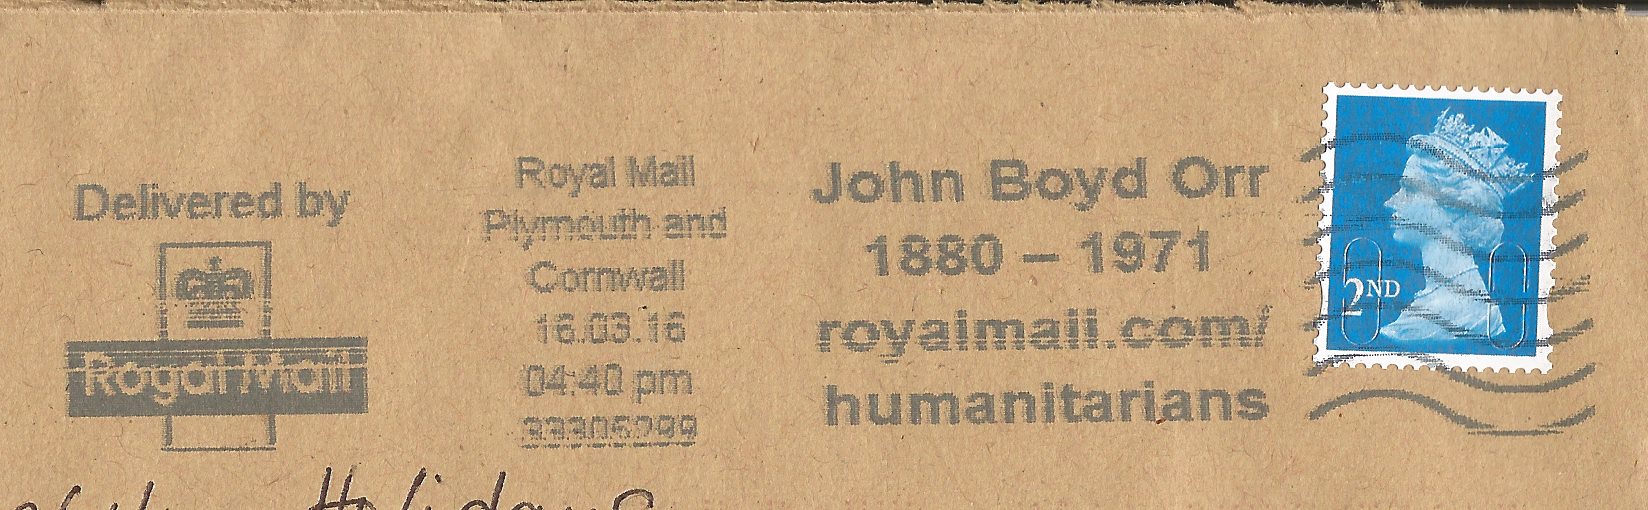 Delivered by
Royal Mail
Royal Mail
Plymouth and
Cornwall
16.03.16
04:40 pm
John Boyd Orr
1880 – 1971
royalmail.com/
humanitarians
2ND
Holidays